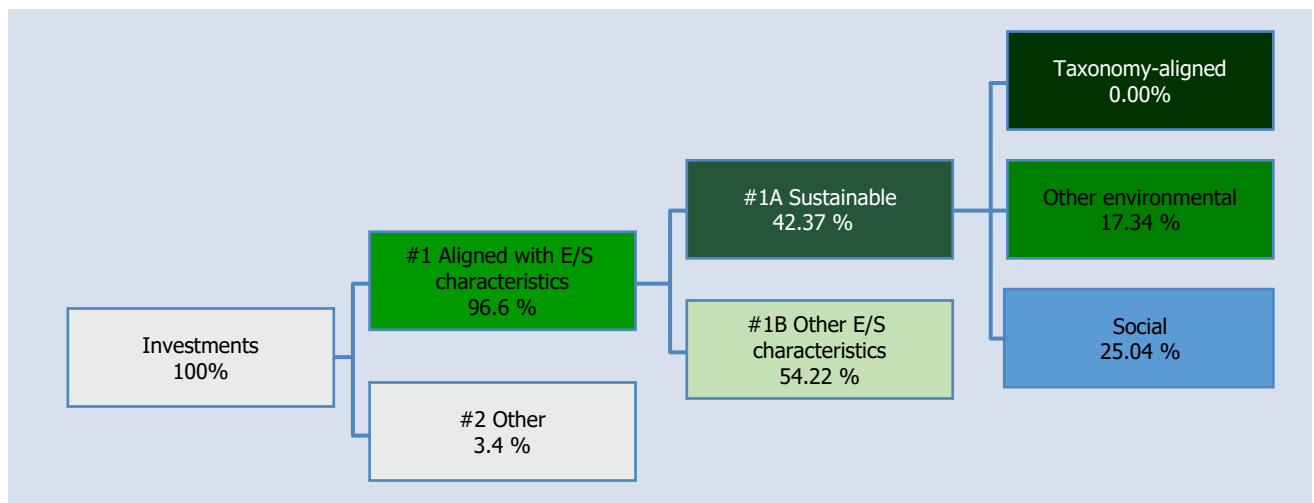 Investments
100%
#1 Aligned with E/S
characteristics
96.6 %
#2 Other
3.4 %
#1A Sustainable
42.37 %
#1B Other E/S
characteristics
54.22 %
Taxonomy-aligned
0.00%
Other environmental
17.34 %
Social
25.04 %